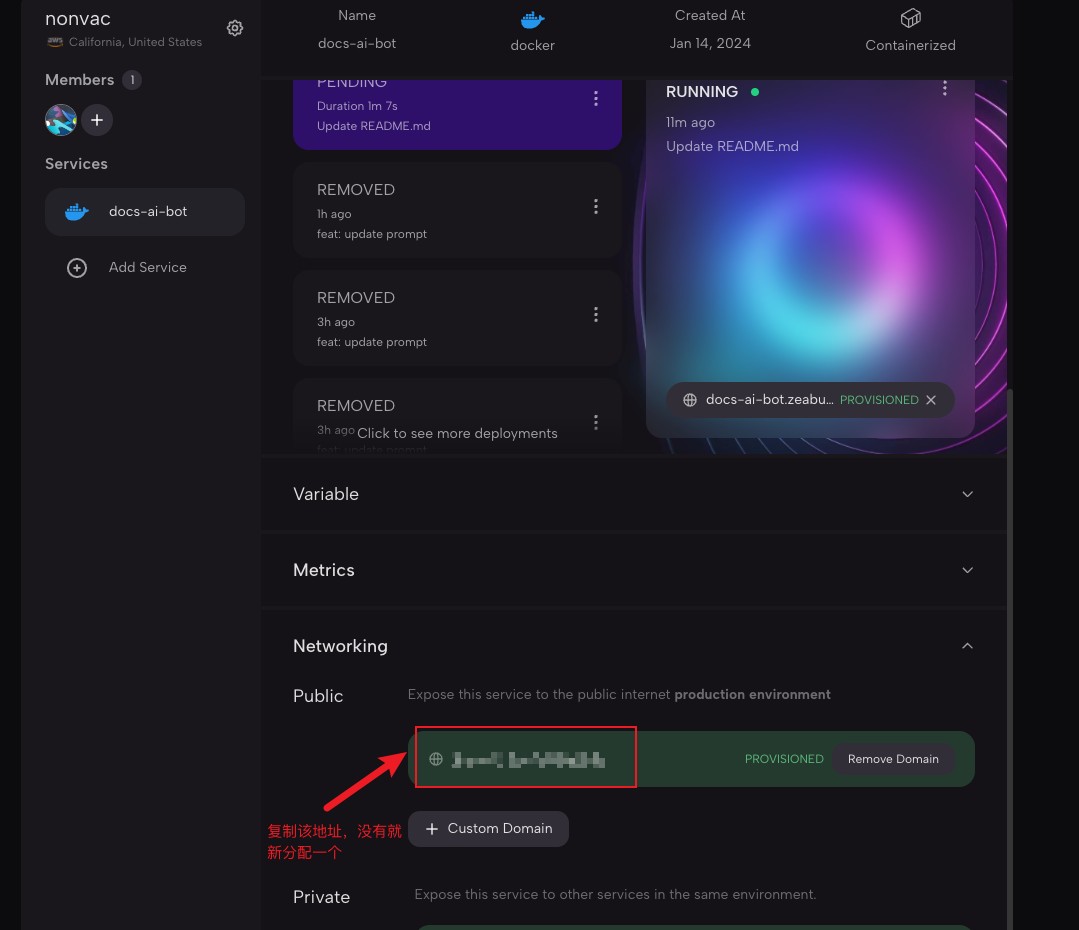 nonvac
aws California, United States
Members 1
Services
docs-ai-bot
Add Service
Name
docs-ai-bot
docker
Created At
Jan 14, 2024
Containerized
PENDING
Duration 1m 7s
Update README.md
REMOVED
1h ago
feat: update prompt
REMOVED
3h ago
feat: update prompt
REMOVED
3h ago
Click to see more deployments
feat: update prompt
RUNNING
11m ago
Update README.md
docs-ai-bot.zeabu... PROVISIONED
Variable
Metrics
Networking
Public
Expose this service to the public internet production environment
PROVISIONED
Remove Domain
复制该地址，没有就
新分配一个
Custom Domain
Private
Expose this service to other services in the same environment.